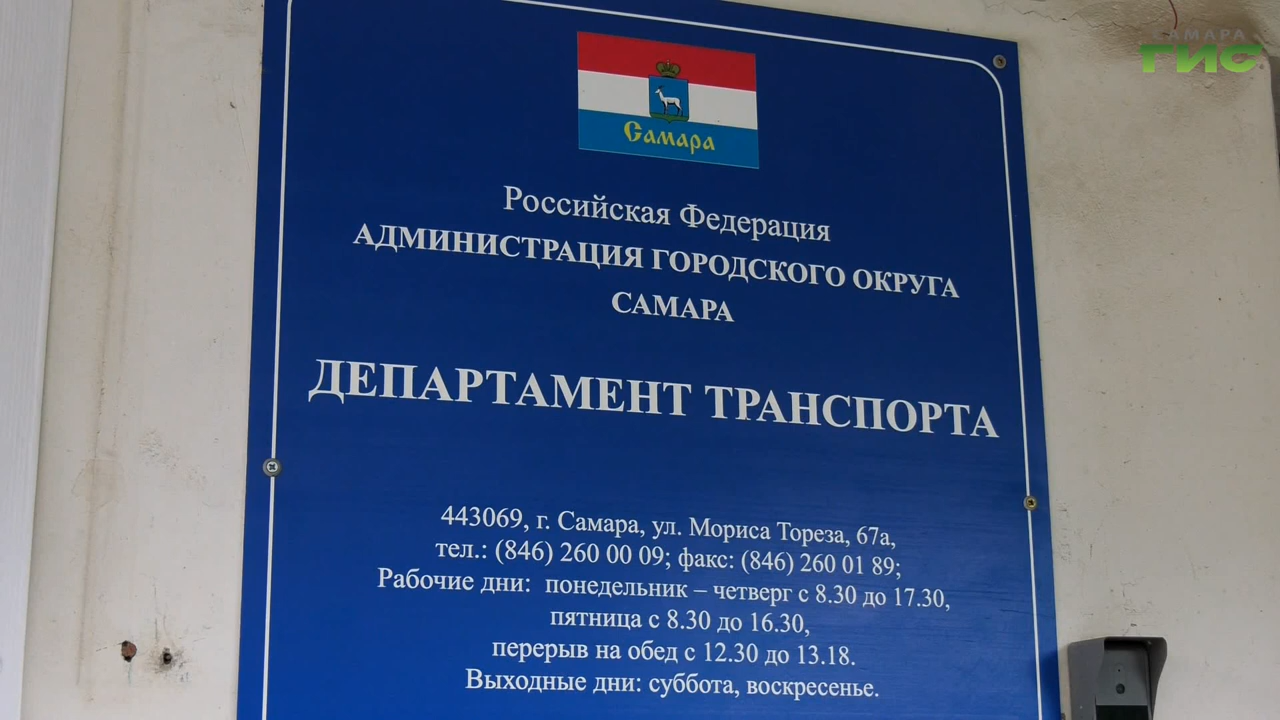 САМАРА
ГИС
Самара
Российская Федерация
АДМИНИСТРАЦИЯ ГОРОДСКОГО ОКРУГА
САМАРА
ДЕПАРТАМЕНТ ТРАНСПОРТА
443069, г. Самара, ул. Мориса Тореза, 67а,
тел.: (846) 260 00 09; факс: (846) 260 01 89;
Рабочие дни: понедельник – четверг с 8.30 до 17.30,
пятница с 8.30 до 16.30,
перерыв на обед с 12.30 до 13.18.
Выходные дни: суббота, воскресенье.